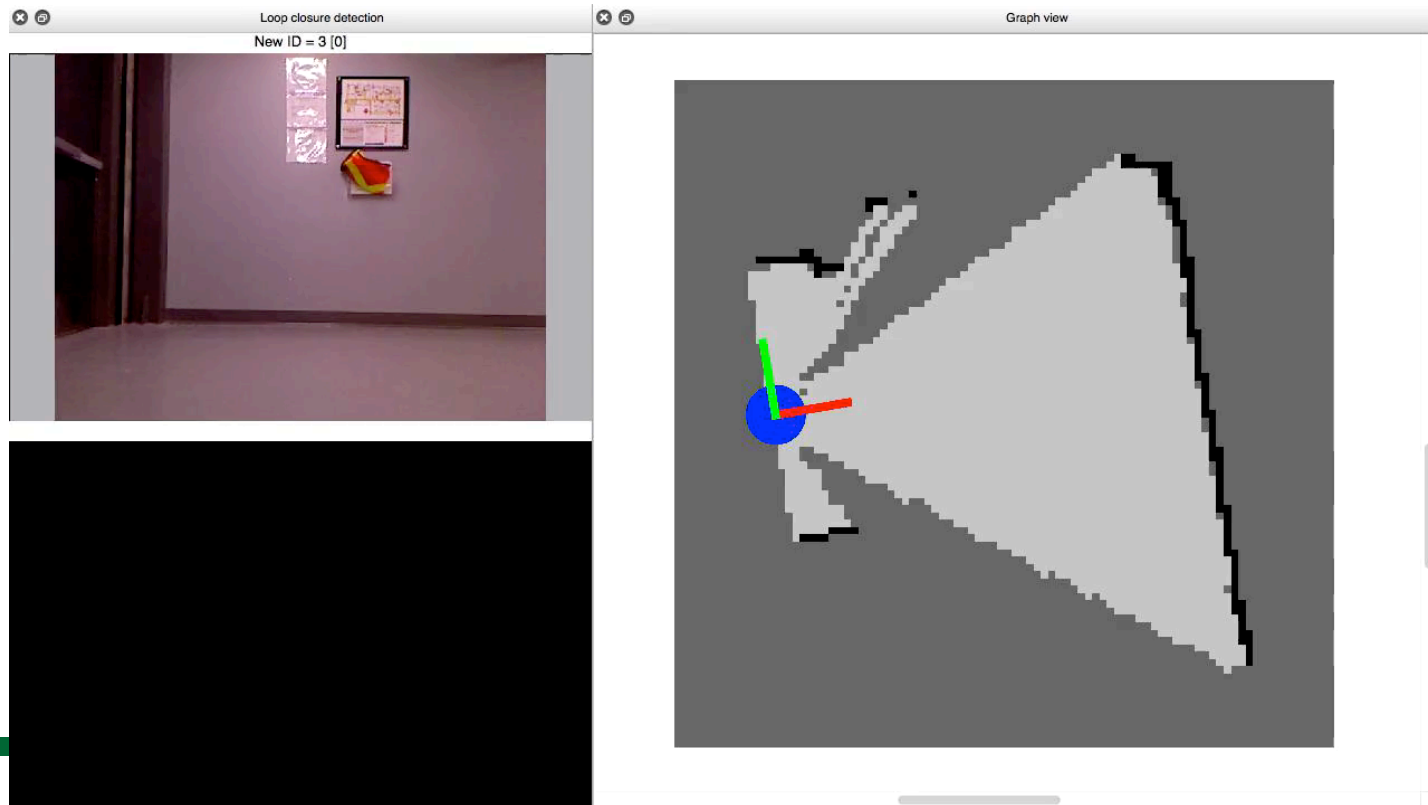 Loop closure detection
New ID = 3 [0]
Graph view